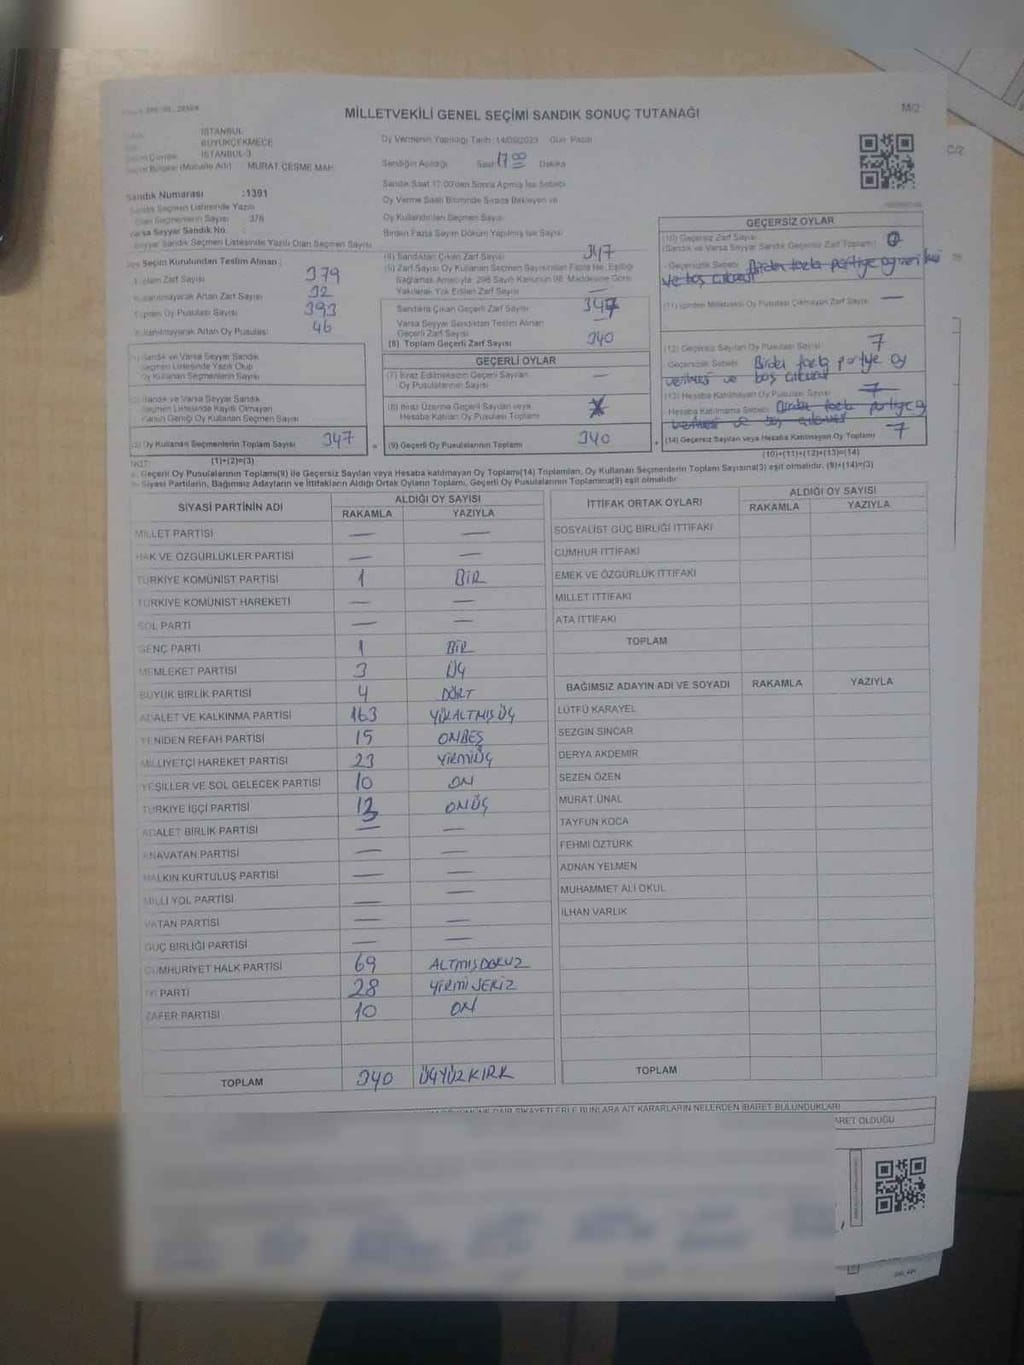 MİLLETVEKİLİ GENEL SEÇİMİ SANDIK SONUÇ TUTANAĞI
M/2
C/2
İSTANBUL
BÜYÜKÇEKMECE
İSTANBUL-3
MURAT ÇEŞME MAH.
Oy Vermenin Yapıldığı Tarih :14/05/2023 Gün :Pazar
Sandığın Açıldığı Saat 17 00 Dakika
Sandık Saat 17:00'den Sonra Açılmış İse Sebebi
Oy Verme Saati Bitiminde Sırada Bekleyen ve
Oy Kullandırılan Seçmen Sayısı
Birden Fazla Sayım Döküm Yapılmış İse Sayısı
Sandık Numarası :1391
Sandık Seçmen Listesinde Yazılı
Olan Seçmenlerin Sayısı : 376
Varsa Seyyar Sandık No
Seyyar Sandık Seçmen Listesinde Yazılı Olan Seçmen Sayısı
Seçim Kurulundan Teslim Alınan :
Toplam Zarf Sayısı 379
Kullanılmayarak Artan Zarf Sayısı 32
Toplam Oy Pusulası Sayısı 393
Kullanılmayarak Artan Oy Pusulası 46
Sandık ve Varsa Seyyar Sandık
Seçmen Listesinde Yazılı Olup
Oy Kullanan Seçmenlerin Sayısı
Sandık ve Varsa Seyyar Sandık
Seçmen Listesinde Kayıtlı Olmayan
Kanun Gereği Oy Kullanan Seçmen Sayısı
(3) Oy Kullanan Seçmenlerin Toplam Sayısı 347
(1)+(2)=(3)
(4) Sandıktan Çıkan Zarf Sayısı 347
(5) Zarf Sayısı Oy Kullanan Seçmen Sayısından Fazla İse, Eşitliği
Sağlamak Amacıyla, 298 Sayılı Kanunun 98. Maddesine Göre
Yakılarak Yok Edilen Zarf Sayısı —
Sandıkta Çıkan Geçerli Zarf Sayısı 347
Varsa Seyyar Sandıktan Teslim Alınan
Geçerli Zarf Sayısı
(6) Toplam Geçerli Zarf Sayısı 340
GEÇERLİ OYLAR
(7) İtiraz Edilmeksizin Geçerli Sayılan
Oy Pusulalarının Sayısı —
(8) İtiraz Üzerine Geçerli Sayılan veya
Hesaba Katılan Oy Pusulası Toplamı
(9) Geçerli Oy Pusulalarının Toplamı 340
GEÇERSİZ OYLAR
(10) Geçersiz Zarf Sayısı
(Sandık ve Varsa Seyyar Sandık Geçersiz Zarf Toplamı) 0
Geçersizlik Sebebi Birden fazla partiye
ve boş
(11) İçinden Milletvekili Oy Pusulası Çıkmayan Zarf Sayısı —
(12) Geçersiz Sayılan Oy Pusulası Sayısı 7
Geçersizlik Sebebi Birden fazla partiye oy
verilmesi ve boş
(13) Hesaba Katılmayan Oy Pusulası Sayısı 7
Hesaba Katılmama Sebebi Birden fazla partiye
verilmesi ve boş
(14) Geçersiz Sayılan veya Hesaba Katılmayan Oy Toplamı 7
(10)+(11)+(12)+(13)=(14)
NOT:
Geçerli Oy Pusulalarının Toplamı(9) ile Geçersiz Sayılan veya Hesaba katılmayan Oy Toplamı(14) Toplamları, Oy Kullanan Seçmenlerin Toplam Sayısına(3) eşit olmalıdır. (9)+(14)=(3)
Siyasi Partilerin, Bağımsız Adayların ve İttifakların Aldığı Ortak Oyların Toplamı, Geçerli Oy Pusulalarının Toplamına(9) eşit olmalıdır.
SİYASİ PARTİNİN ADI ALDIĞI OY SAYISI
RAKAMLA YAZIYLA
MİLLET PARTİSİ — —
HAK VE ÖZGÜRLÜKLER PARTİSİ — —
TÜRKİYE KOMÜNİST PARTİSİ 1 BİR
TÜRKİYE KOMÜNİST HAREKETİ — —
SOL PARTİ — —
GENÇ PARTİ 1 BİR
MEMLEKET PARTİSİ 3 ÜÇ
BÜYÜK BİRLİK PARTİSİ 4 DÖRT
ADALET VE KALKINMA PARTİSİ 163 YÜZALTMIŞ ÜÇ
YENİDEN REFAH PARTİSİ 15 ONBEŞ
MİLLİYETÇİ HAREKET PARTİSİ 23 YİRMİÜÇ
YEŞİLLER VE SOL GELECEK PARTİSİ 10 ON
TÜRKİYE İŞÇİ PARTİSİ 13 ONÜÇ
ADALET BİRLİK PARTİSİ — —
ANAVATAN PARTİSİ — —
HALKIN KURTULUŞ PARTİSİ — —
MİLLİ YOL PARTİSİ — —
VATAN PARTİSİ — —
GÜÇ BİRLİĞİ PARTİSİ — —
CUMHURİYET HALK PARTİSİ 69 ALTMIŞDOKUZ
İYİ PARTİ 28 YİRMİ SEKİZ
ZAFER PARTİSİ 10 ON
TOPLAM 340 ÜÇYÜZ KIRK
İTTİFAK ORTAK OYLARI ALDIĞI OY SAYISI
RAKAMLA YAZIYLA
SOSYALİST GÜÇ BİRLİĞİ İTTİFAKI
CUMHUR İTTİFAKI
EMEK VE ÖZGÜRLÜK İTTİFAKI
MİLLET İTTİFAKI
ATA İTTİFAKI
TOPLAM
BAĞIMSIZ ADAYIN ADI VE SOYADI RAKAMLA YAZIYLA
LÜTFÜ KARAYEL
SEZGİN SİNCAR
DERYA AKDEMİR
SEZEN ÖZEN
MURAT ÜNAL
TAYFUN KOCA
FEHMİ ÖZTÜRK
ADNAN YELMEN
MUHAMMET ALİ OKUL
İLHAN VARLIK
TOPLAM
ŞİKAYETLERLE BUNLARA AİT KARARLARIN NELERDEN İBARET BULUNDUKLARI
OLDUĞU